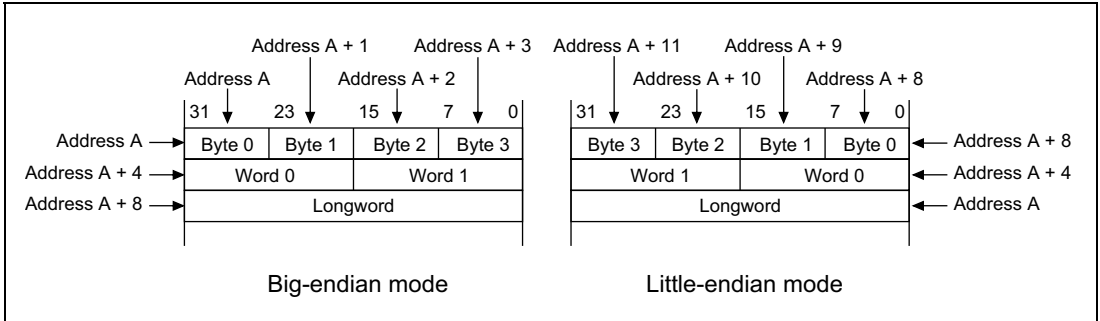 Address A + 1 Address A + 3 Address A + 11 Address A + 9
Address A Address A + 2 Address A + 10 Address A + 8
31 23 15 7 0 31 23 15 7 0
Address A Byte 0 Byte 1 Byte 2 Byte 3 Byte 3 Byte 2 Byte 1 Byte 0 Address A + 8
Address A + 4 Word 0 Word 1 Word 1 Word 0 Address A + 4
Address A + 8 Longword Longword Address A
Big-endian mode Little-endian mode